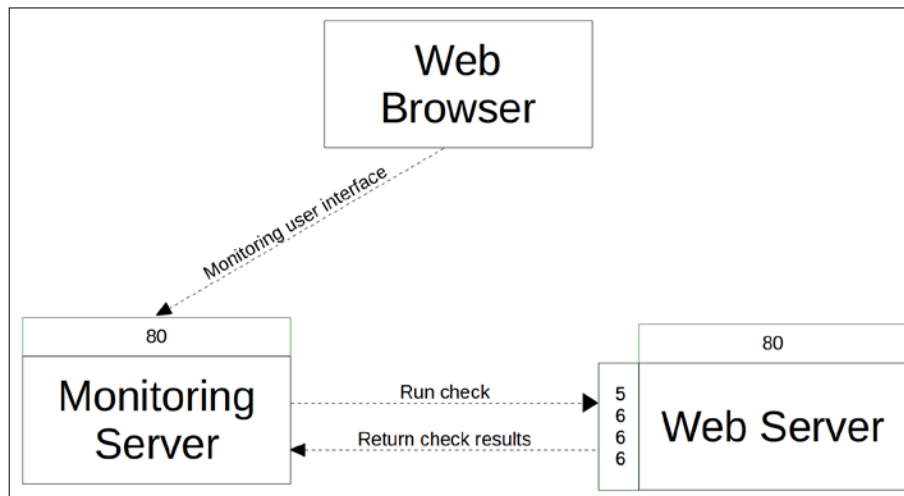 Web
Browser
Monitoring user interface
80
80
Monitoring
Server
Run check
Return check results
5
6
6
6
Web Server